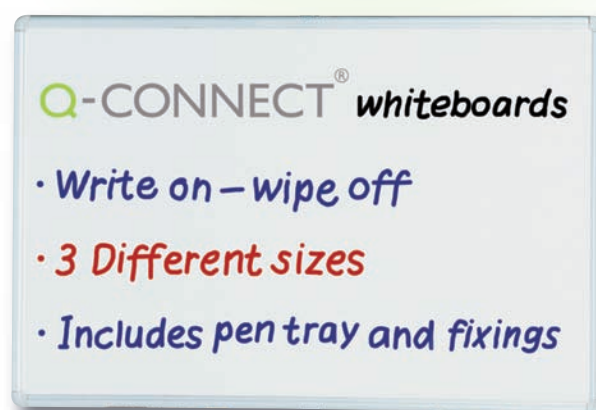 Q-CONNECT® whiteboards
· Write on – wipe off
· 3 Different sizes
· Includes pen tray and fixings